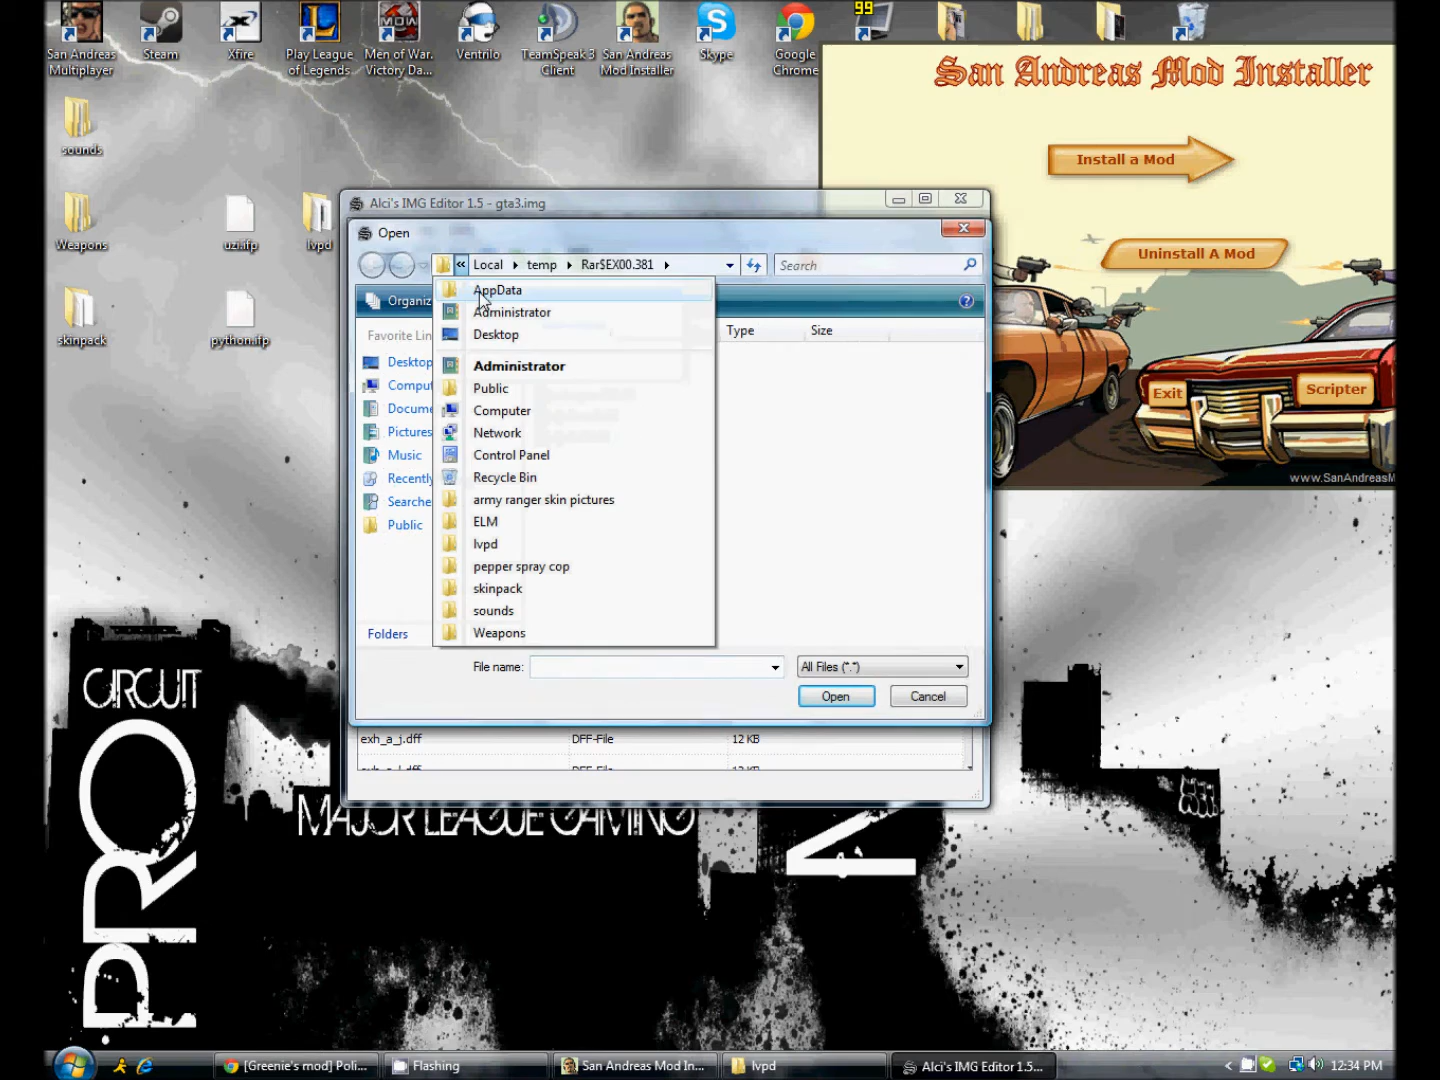 99
San Andreas Multiplayer
Steam
Xfire
Play League of Legends
Men of War. Victory Da...
Ventrilo
TeamSpeak 3 Client
San Andreas Mod Installer
Skype
Google Chrome
sounds
Weapons
uzi.ifp
lvpd
skinpack
python.ifp
San Andreas Mod Installer
Install a Mod
Uninstall A Mod
Exit
Scripter
www.SanAndreasM
Alci's IMG Editor 1.5 - gta3.img
Open
« Local temp Rar$EX00.381
Search
Organiz
Type
Size
Favorite Lin
Desktop
Comput
Docume
Pictures
Music
Recently
Searche
Public
Folders
AppData
Administrator
Desktop
Administrator
Public
Computer
Network
Control Panel
Recycle Bin
army ranger skin pictures
ELM
lvpd
pepper spray cop
skinpack
sounds
Weapons
File name:
All Files (*.*)
Open
Cancel
exh_a_j.dff DFF-File 12 KB
PRO
CIRCUIT
MAJOR LEAGUE GAMING
[Greenie's mod] Poli...
Flashing
San Andreas Mod In...
lvpd
Alci's IMG Editor 1.5...
< 12:34 PM